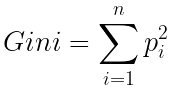 Gini = \sum_{i=1}^{n} p_i^2